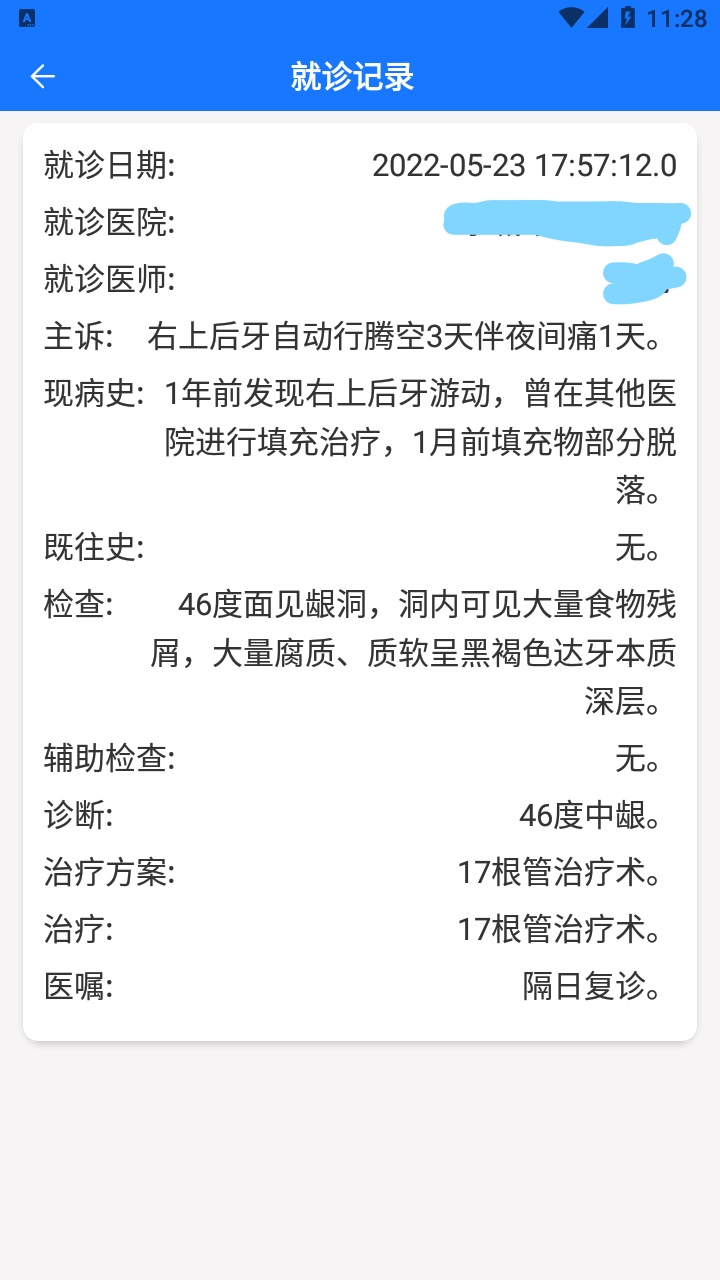 A
11:28
就诊记录
就诊日期: 2022-05-23 17:57:12.0
就诊医院:
就诊医师:
主诉: 右上后牙自动行腾空3天伴夜间痛1天。
现病史: 1年前发现右上后牙游动，曾在其他医
院进行填充治疗，1月前填充物部分脱
落。
既往史: 无。
检查: 46度面见龈洞，洞内可见大量食物残
屑，大量腐质、质软呈黑褐色达牙本质
深层。
辅助检查: 无。
诊断: 46度中龈。
治疗方案: 17根管治疗术。
治疗: 17根管治疗术。
医嘱: 隔日复诊。